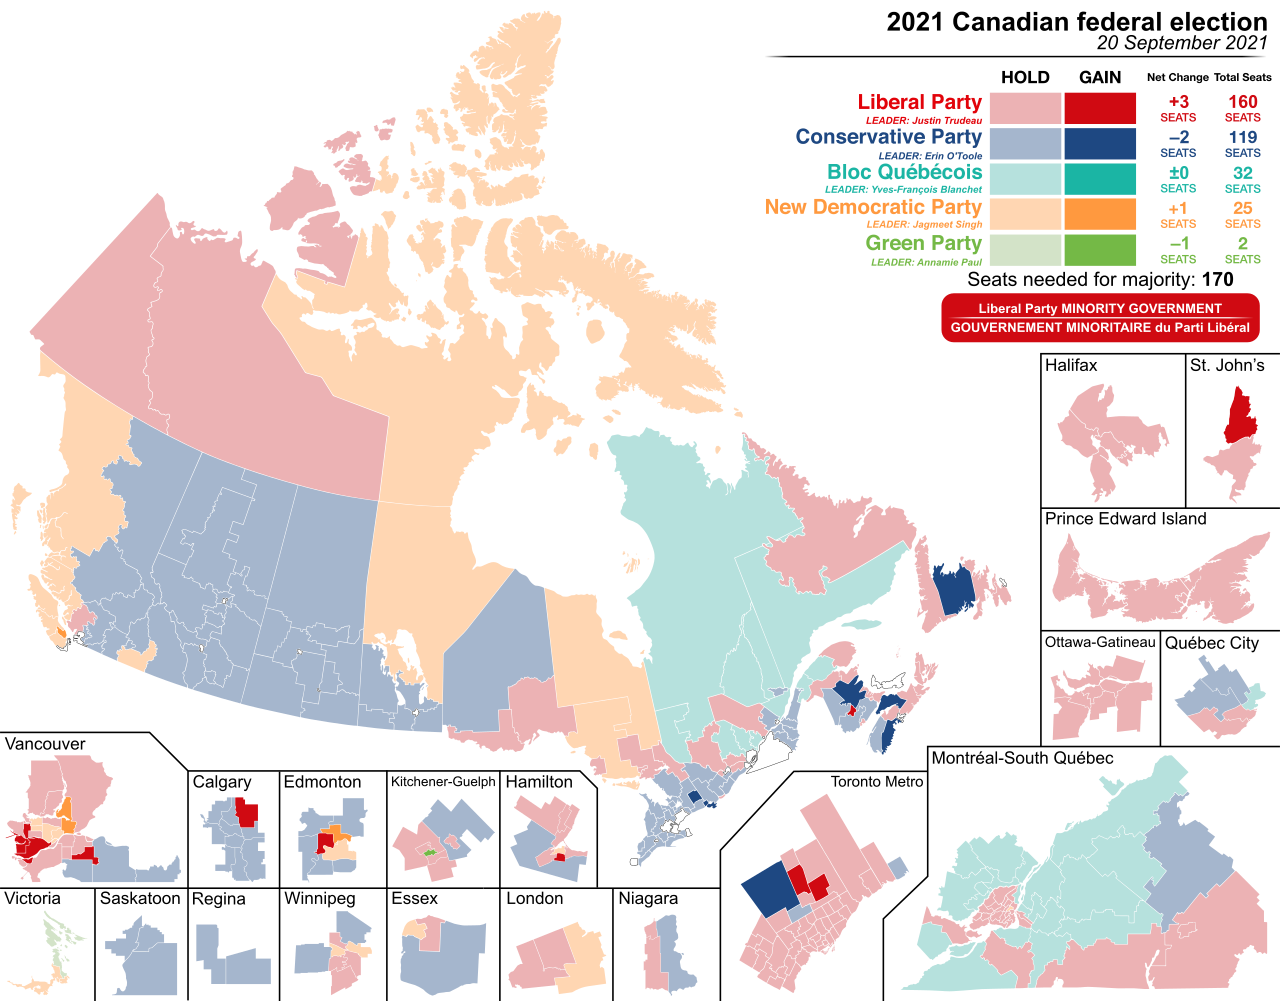 2021 Canadian federal election
20 September 2021
HOLD GAIN Net Change Total Seats
Liberal Party +3 160
LEADER: Justin Trudeau SEATS SEATS
Conservative Party –2 119
LEADER: Erin O'Toole SEATS SEATS
Bloc Québécois ±0 32
LEADER: Yves-François Blanchet SEATS SEATS
New Democratic Party +1 25
LEADER: Jagmeet Singh SEATS SEATS
Green Party –1 2
LEADER: Annamie Paul SEATS SEATS
Seats needed for majority: 170
Liberal Party MINORITY GOVERNMENT
GOUVERNEMENT MINORITAIRE du Parti Libéral
Halifax
St. John’s
Prince Edward Island
Ottawa-Gatineau
Québec City
Vancouver
Calgary
Edmonton
Kitchener-Guelph
Hamilton
Toronto Metro
Montréal-South Québec
Victoria
Saskatoon
Regina
Winnipeg
Essex
London
Niagara